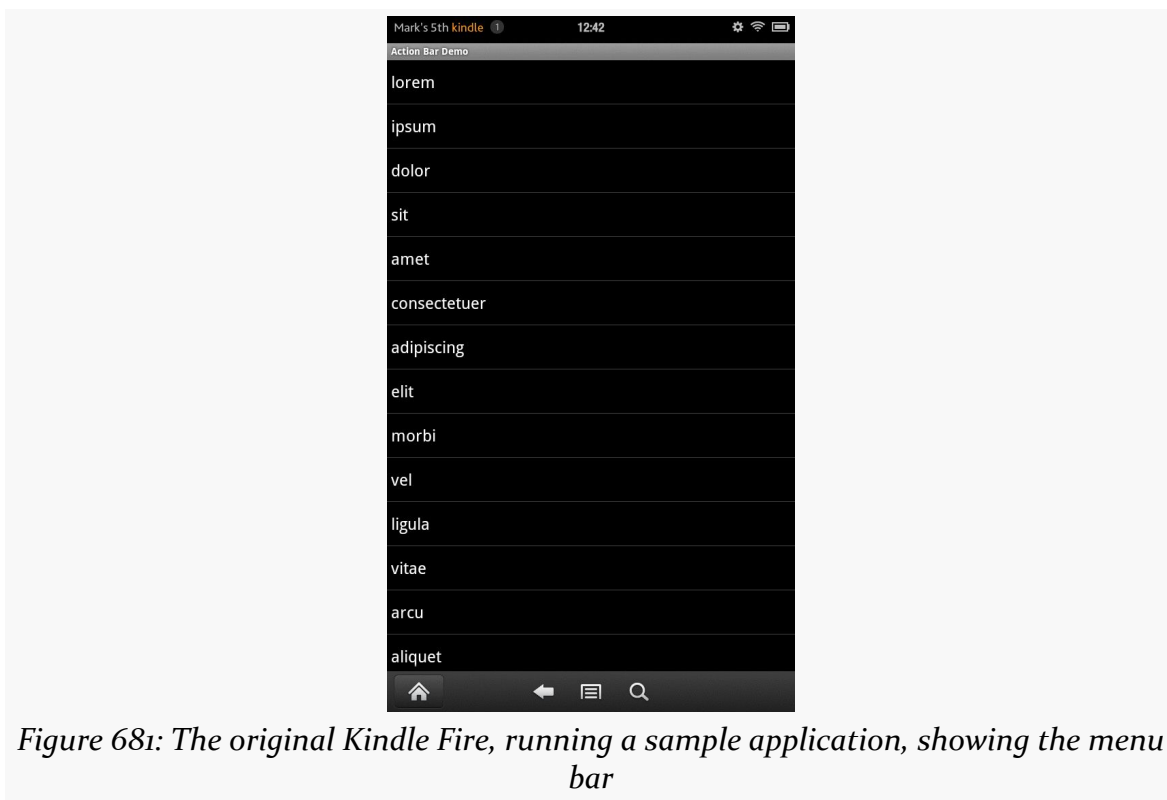 Mark's 5th kindle 1 12:42
Action Bar Demo
lorem
ipsum
dolor
sit
amet
consectetuer
adipiscing
elit
morbi
vel
ligula
vitae
arcu
aliquet
Figure 681: The original Kindle Fire, running a sample application, showing the menu
bar